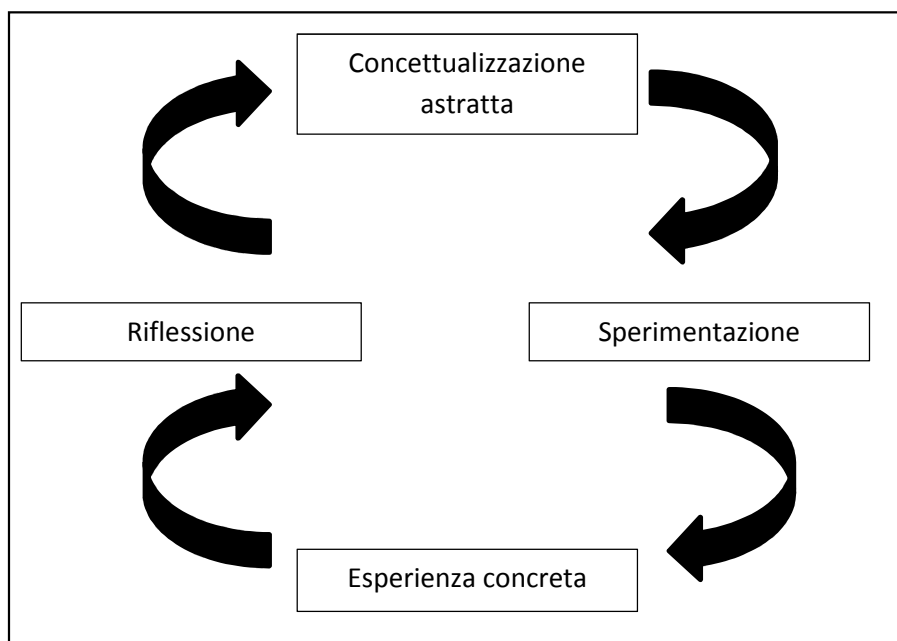 Concettualizzazione
astratta
Riflessione
Sperimentazione
Esperienza concreta